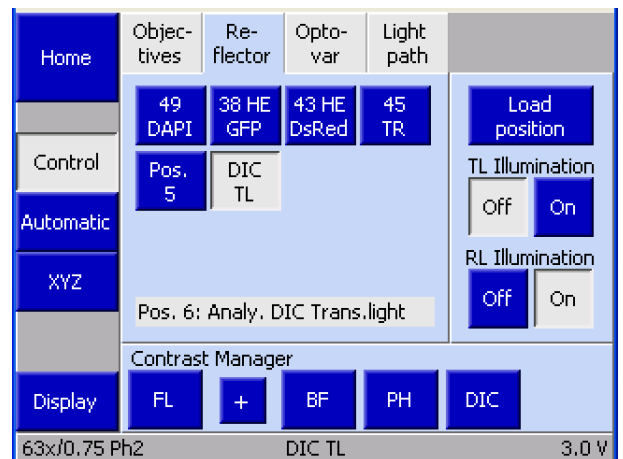 Home
Objec-
tives
Re-
flector
Opto-
var
Light
path
49
DAPI
38 HE
GFP
43 HE
DsRed
45
TR
Load
position
Control
Pos.
5
DIC
TL
TL Illumination
Off
On
Automatic
XYZ
RL Illumination
Off
On
Pos. 6: Analy. DIC Trans.light
Contrast Manager
Display
FL
+
BF
PH
DIC
63x/0.75 Ph2
DIC TL
3.0 V